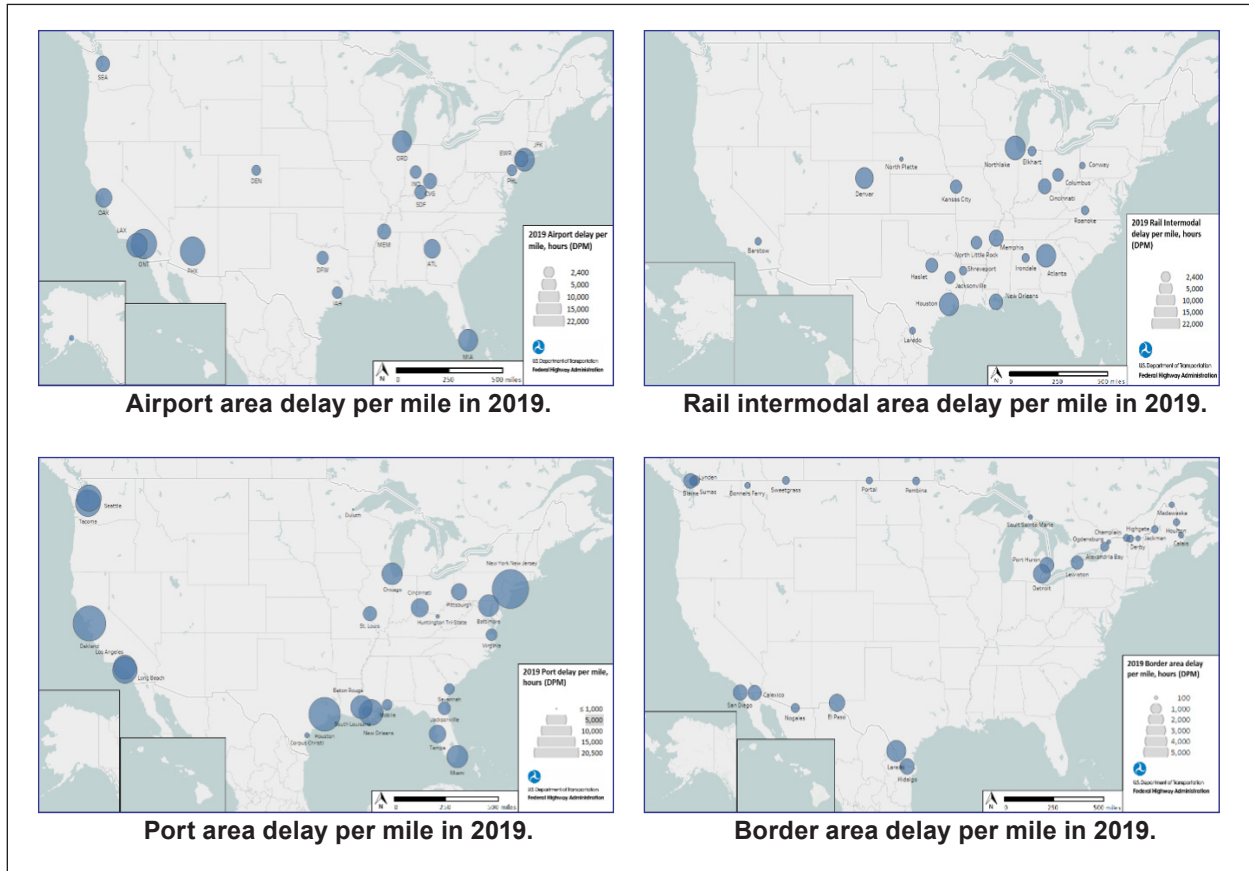 SEA
OAK
LAX
ONT
PHX
DEN
DFW
IAH
MEM
ORD
IND
CVG
SDF
ATL
MIA
JFK
EWR
PHL
2019 Airport delay per
mile, hours (DPM)
2,400
5,000
10,000
15,000
22,000
U.S. Department of Transportation
Federal Highway Administration
N
0 250 500 miles
Airport area delay per mile in 2019.
Northlake
Elkhart
Conway
North Platte
Denver
Kansas City
Columbus
Cincinnati
Roanoke
Barstow
Memphis
North Little Rock
Haslet
Shreveport
Irondale
Atlanta
Jacksonville
Houston
New Orleans
Laredo
2019 Rail Intermodal
delay per mile, hours
(DPM)
2,400
5,000
10,000
15,000
22,000
U.S. Department of Transportation
Federal Highway Administration
N
0 250 500 miles
Rail intermodal area delay per mile in 2019.
Seattle
Tacoma
Duluth
New York New Jersey
Chicago
Cincinnati
Pittsburgh
Baltimore
St. Louis
Huntington Tri-State
Virginia
Oakland
Los Angeles
Long Beach
Baton Rouge
Savannah
Mobile
South Louisiana
Jacksonville
Houston
New Orleans
Corpus Christi
Tampa
Miami
2019 Port delay per mile,
hours (DPM)
≤ 1,000
5,000
10,000
15,000
20,500
U.S. Department of Transportation
Federal Highway Administration
N
0 250 500 miles
Port area delay per mile in 2019.
Lynden
Blaine
Sumas
Bonners Ferry
Sweetgrass
Portal
Pembina
Sault Sainte Marie
Madawaska
Champlain
Highgate
Houlton
Ogdensburg
Jackman
Derby
Calais
Alexandria Bay
Port Huron
Lewiston
Detroit
San Diego
Calexico
Nogales
El Paso
Laredo
Hidalgo
2019 Border area delay
per mile, hours (DPM)
100
1,000
2,000
3,000
4,000
5,000
U.S. Department of Transportation
Federal Highway Administration
N
0 250 500 miles
Border area delay per mile in 2019.